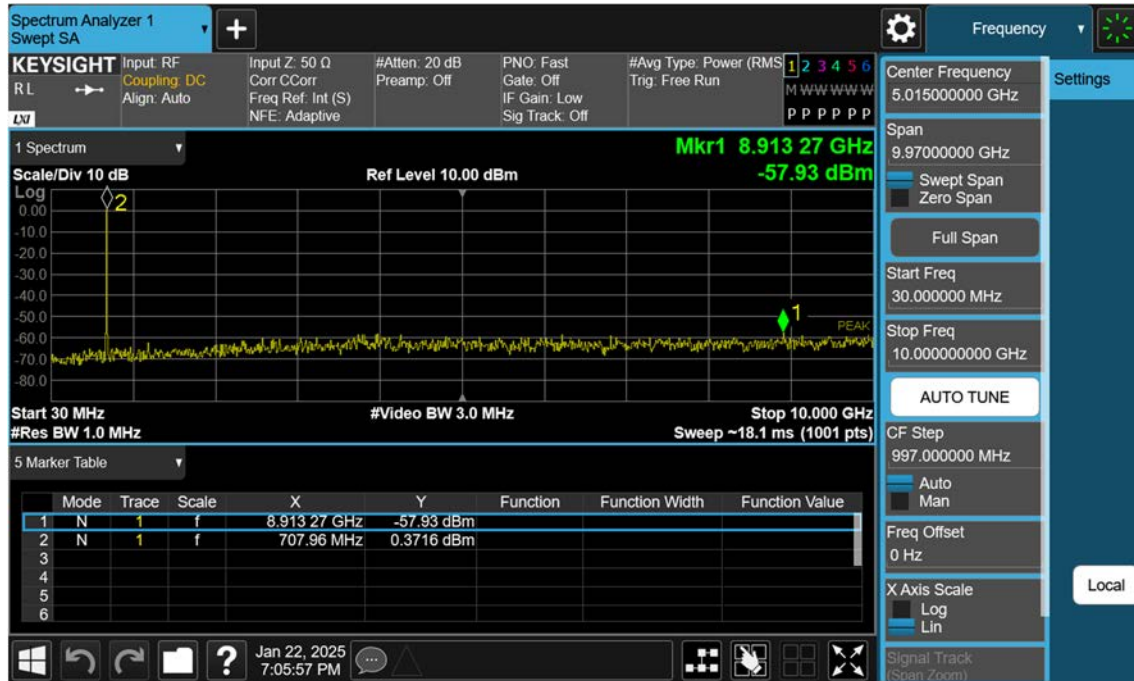 Spectrum Analyzer 1
Swept SA
+
Frequency
KEYSIGHT
RL
LXI
Input: RF
Coupling: DC
Align: Auto
Input Z: 50 Ω
Corr CCorr
Freq Ref: Int (S)
NFE: Adaptive
#Atten: 20 dB
Preamp: Off
PNO: Fast
Gate: Off
IF Gain: Low
Sig Track: Off
#Avg Type: Power (RMS
Trig: Free Run
1 2 3 4 5 6
M W W W W W
P P P P P P
1 Spectrum
Scale/Div 10 dB
Ref Level 10.00 dBm
Mkr1 8.913 27 GHz
-57.93 dBm
Log
0.00
-10.0
-20.0
-30.0
-40.0
-50.0
-60.0
-70.0
-80.0
2
1
PEAK
Start 30 MHz
#Video BW 3.0 MHz
Stop 10.000 GHz
#Res BW 1.0 MHz
Sweep ~18.1 ms (1001 pts)
5 Marker Table
Mode Trace Scale X Y Function Function Width Function Value
1 N 1 f 8.913 27 GHz -57.93 dBm
2 N 1 f 707.96 MHz 0.3716 dBm
3
4
5
6
Jan 22, 2025
7:05:57 PM
?
Center Frequency
5.015000000 GHz
Span
9.97000000 GHz
Swept Span
Zero Span
Full Span
Start Freq
30.000000 MHz
Stop Freq
10.000000000 GHz
AUTO TUNE
CF Step
997.000000 MHz
Auto
Man
Freq Offset
0 Hz
X Axis Scale
Log
Lin
Signal Track
(Span Zoom)
Settings
Local